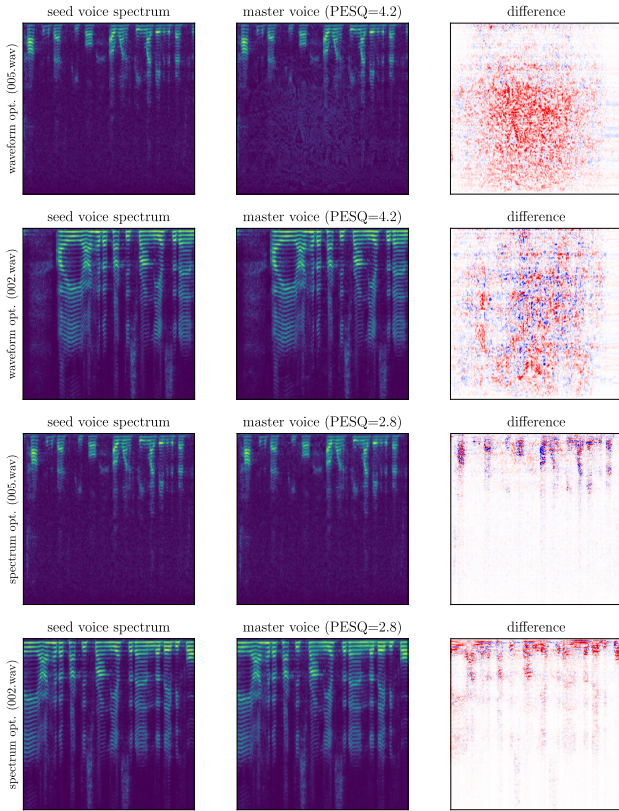 seed voice spectrum
master voice (PESQ=4.2)
difference
waveform opt. (005.wav)
seed voice spectrum
master voice (PESQ=4.2)
difference
waveform opt. (002.wav)
seed voice spectrum
master voice (PESQ=2.8)
difference
spectrum opt. (005.wav)
seed voice spectrum
master voice (PESQ=2.8)
difference
spectrum opt. (002.wav)